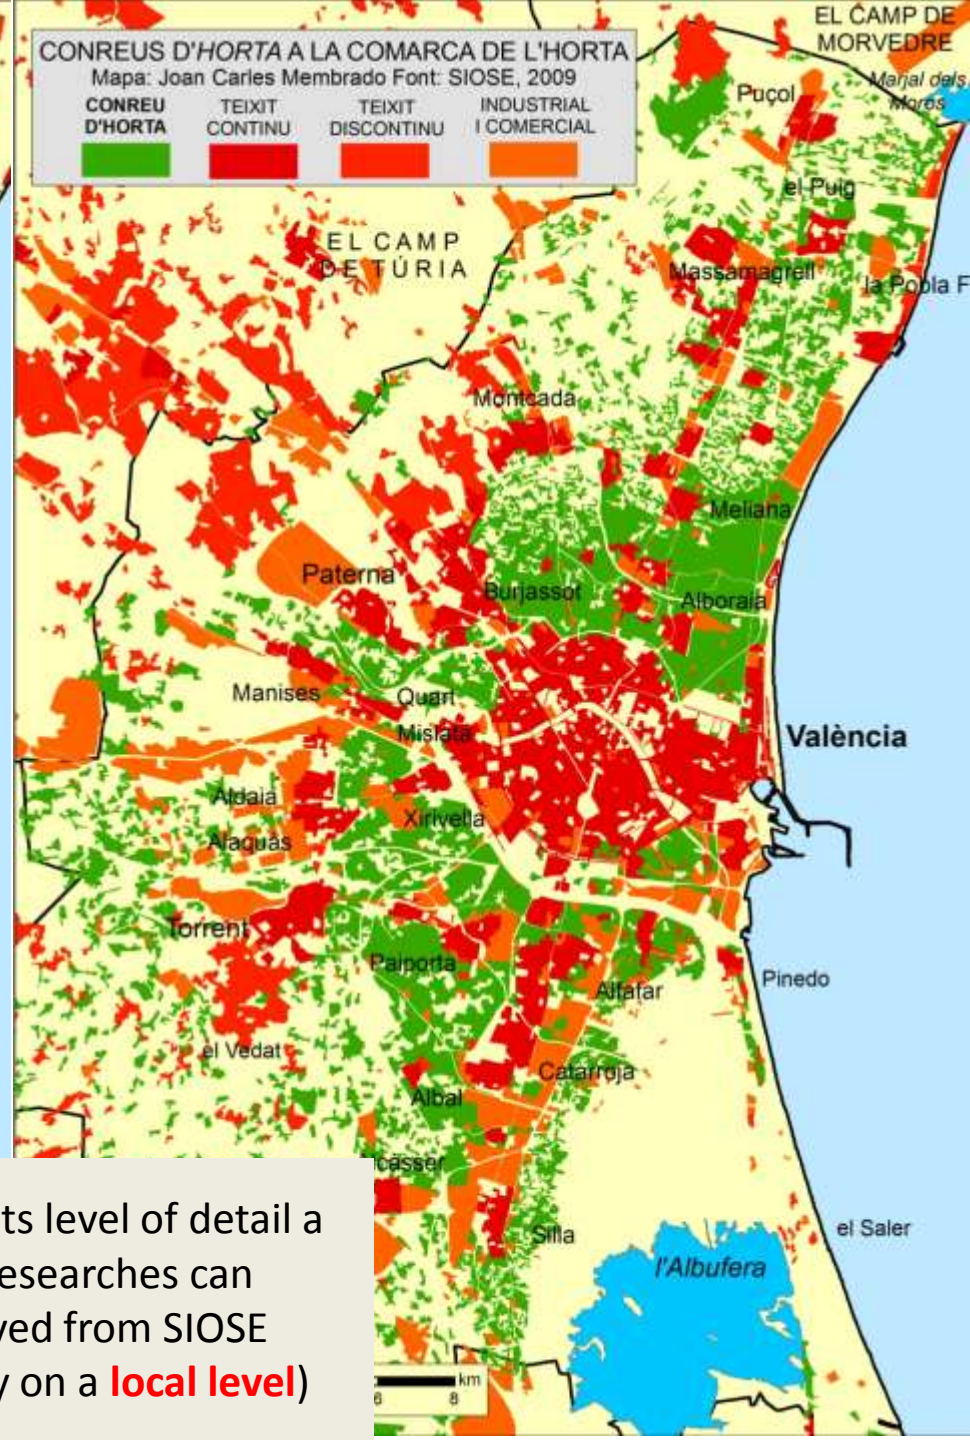 EL CAMP DE
MORVEDRE
CONREUS D'HORTA A LA COMARCA DE L'HORTA
Mapa: Joan Carles Membrado Font: SIOSE, 2009
CONREU
D'HORTA
TEIXIT
CONTINU
TEIXIT
DISCONTINU
INDUSTRIAL
I COMERCIAL
Marjal dels
Moros
Puçol
el Puig
EL CAMP
DE TÚRIA
Massamagrell
la Pobla F
Montcada
Meliana
Paterna
Burjassot
Alboraia
Manises
Quart
Mislata
València
Aldaia
Xirivella
Alaquàs
Torrent
Paiporta
Pinedo
Alfafar
el Vedat
Catarroja
Albal
lcàsser
Silla
el Saler
l'Albufera
ts level of detail a
esearches can
ved from SIOSE
y on a local level)
km
6 8